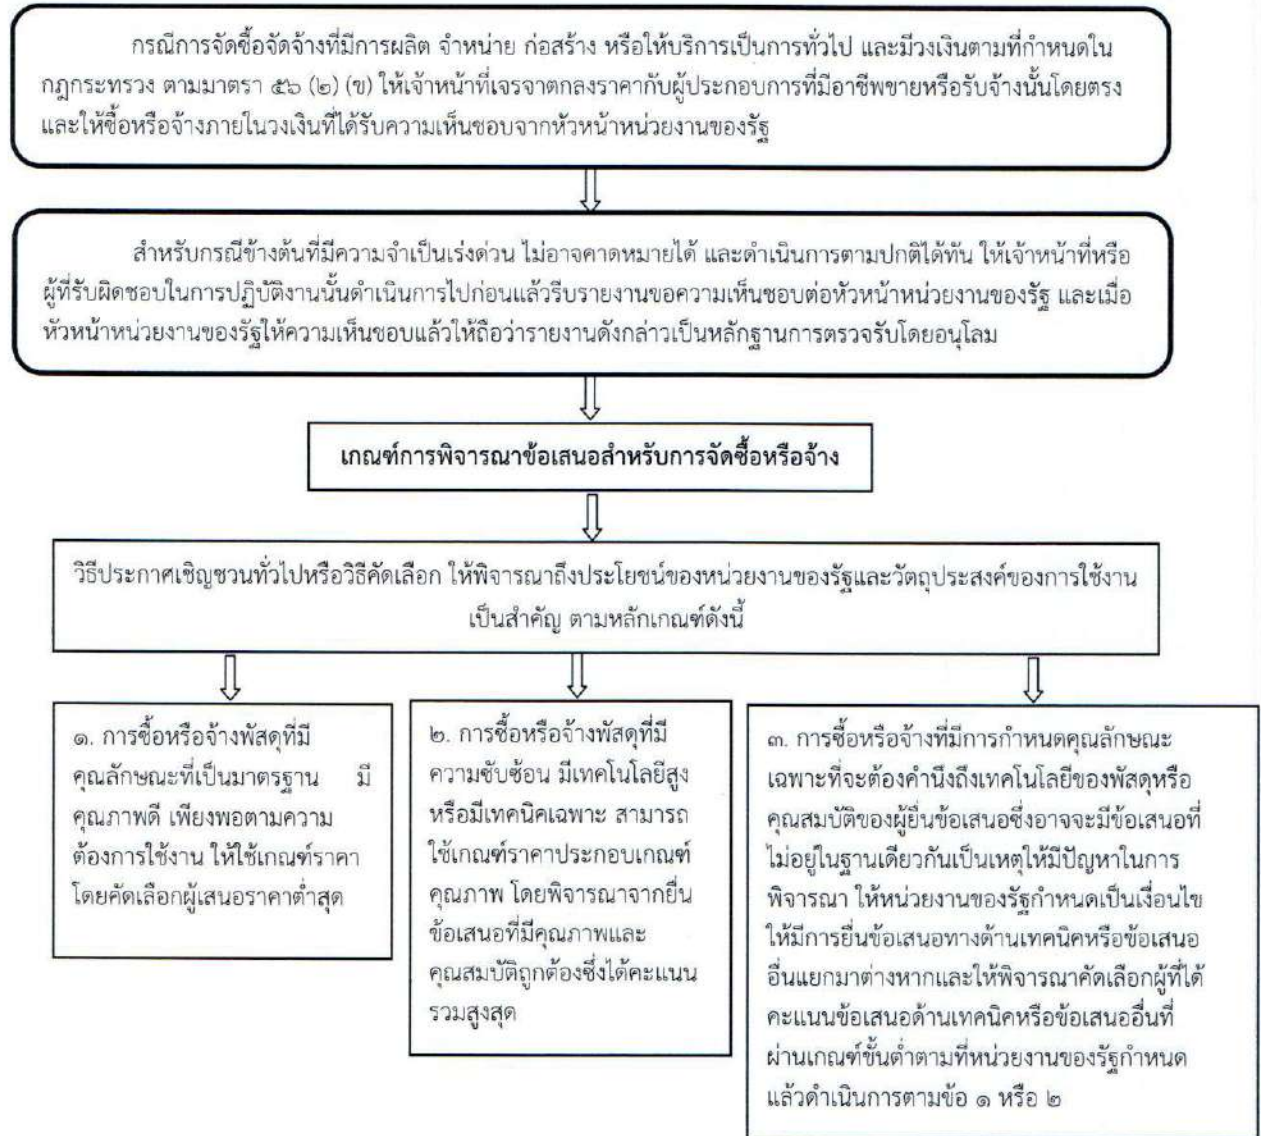 กรณีการจัดซื้อจัดจ้างที่มีการผลิต จำหน่าย ก่อสร้าง หรือให้บริการเป็นการทั่วไป และมีวงเงินตามที่กำหนดใน
กฎกระทรวง ตามมาตรา ๕๖ (๒) (ข) ให้เจ้าหน้าที่เจรจาตกลงราคากับผู้ประกอบการที่มีอาชีพขายหรือรับจ้างนั้นโดยตรง
และให้ซื้อหรือจ้างภายในวงเงินที่ได้รับความเห็นชอบจากหัวหน้าหน่วยงานของรัฐ
สำหรับกรณีข้างต้นที่มีความจำเป็นเร่งด่วน ไม่อาจคาดหมายได้ และดำเนินการตามปกติได้ทัน ให้เจ้าหน้าที่หรือ
ผู้ที่รับผิดชอบในการปฏิบัติงานนั้นดำเนินการไปก่อนแล้วรีบรายงานขอความเห็นชอบต่อหัวหน้าหน่วยงานของรัฐ และเมื่อ
หัวหน้าหน่วยงานของรัฐให้ความเห็นชอบแล้วให้ถือว่ารายงานดังกล่าวเป็นหลักฐานการตรวจรับโดยอนุโลม
เกณฑ์การพิจารณาข้อเสนอสำหรับการจัดซื้อหรือจ้าง
วิธีประกาศเชิญชวนทั่วไปหรือวิธีคัดเลือก ให้พิจารณาถึงประโยชน์ของหน่วยงานของรัฐและวัตถุประสงค์ของการใช้งาน
เป็นสำคัญ ตามหลักเกณฑ์ดังนี้
๑. การซื้อหรือจ้างพัสดุที่มี
คุณลักษณะที่เป็นมาตรฐาน มี
คุณภาพดี เพียงพอตามความ
ต้องการใช้งาน ให้ใช้เกณฑ์ราคา
โดยคัดเลือกผู้เสนอราคาต่ำสุด
๒. การซื้อหรือจ้างพัสดุที่มี
ความซับซ้อน มีเทคโนโลยีสูง
หรือมีเทคนิคเฉพาะ สามารถ
ใช้เกณฑ์ราคาประกอบเกณฑ์
คุณภาพ โดยพิจารณาจากยื่น
ข้อเสนอที่มีคุณภาพและ
คุณสมบัติถูกต้องซึ่งได้คะแนน
รวมสูงสุด
๓. การซื้อหรือจ้างที่มีการกำหนดคุณลักษณะ
เฉพาะที่จะต้องคำนึงถึงเทคโนโลยีของพัสดุหรือ
คุณสมบัติของผู้ยื่นข้อเสนอซึ่งอาจจะมีข้อเสนอที่
ไม่อยู่ในฐานเดียวกันเป็นเหตุให้มีปัญหาในการ
พิจารณา ให้หน่วยงานของรัฐกำหนดเป็นเงื่อนไข
ให้มีการยื่นข้อเสนอทางด้านเทคนิคหรือข้อเสนอ
อื่นแยกมาต่างหากและให้พิจารณาคัดเลือกผู้ที่ได้
คะแนนข้อเสนอด้านเทคนิคหรือข้อเสนออื่นที่
ผ่านเกณฑ์ขั้นต่ำตามที่หน่วยงานของรัฐกำหนด
แล้วดำเนินการตามข้อ ๑ หรือ ๒